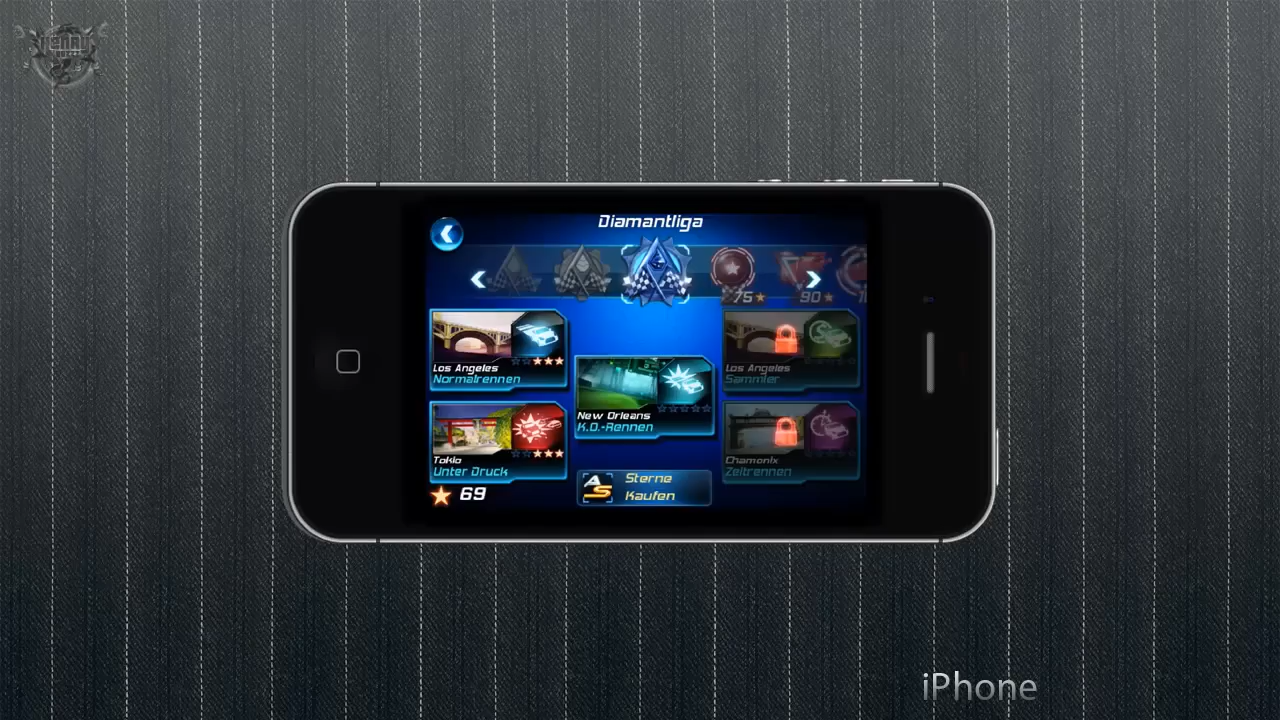 Diamantliga
75
90
Los Angeles
Normalrennen
New Orleans
K.O.-Rennen
Los Angeles
Sammler
Tokio
Unter Druck
Chamonix
Zeitrennen
69
Sterne
Kaufen
iPhone